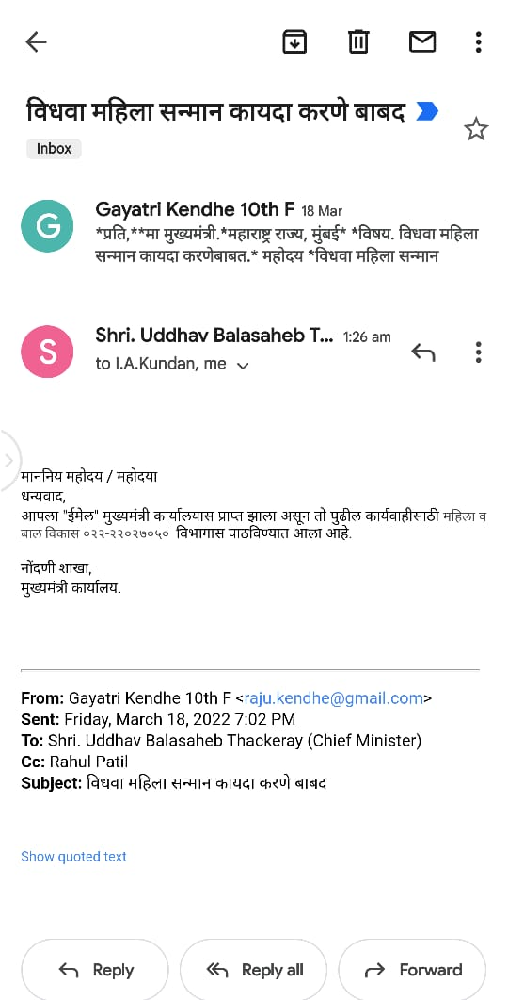 विधवा महिला सन्मान कायदा करणे बाबद
Inbox
G
Gayatri Kendhe 10th F 18 Mar
*प्रति,**मा मुख्यमंत्री.*महाराष्ट्र राज्य, मुंबई* *विषय. विधवा महिला
सन्मान कायदा करणेबाबत.* महोदय *विधवा महिला सन्मान
S
Shri. Uddhav Balasaheb T... 1:26 am
to I.A.Kundan, me
माननिय महोदय / महोदया
धन्यवाद,
आपला "ईमेल" मुख्यमंत्री कार्यालयास प्राप्त झाला असून तो पुढील कार्यवाहीसाठी महिला व
बाल विकास ०२२-२२०२७०५० विभागास पाठविण्यात आला आहे.
नोंदणी शाखा,
मुख्यमंत्री कार्यालय.
From: Gayatri Kendhe 10th F <raju.kendhe@gmail.com>
Sent: Friday, March 18, 2022 7:02 PM
To: Shri. Uddhav Balasaheb Thackeray (Chief Minister)
Cc: Rahul Patil
Subject: विधवा महिला सन्मान कायदा करणे बाबद
Show quoted text
Reply
Reply all
Forward